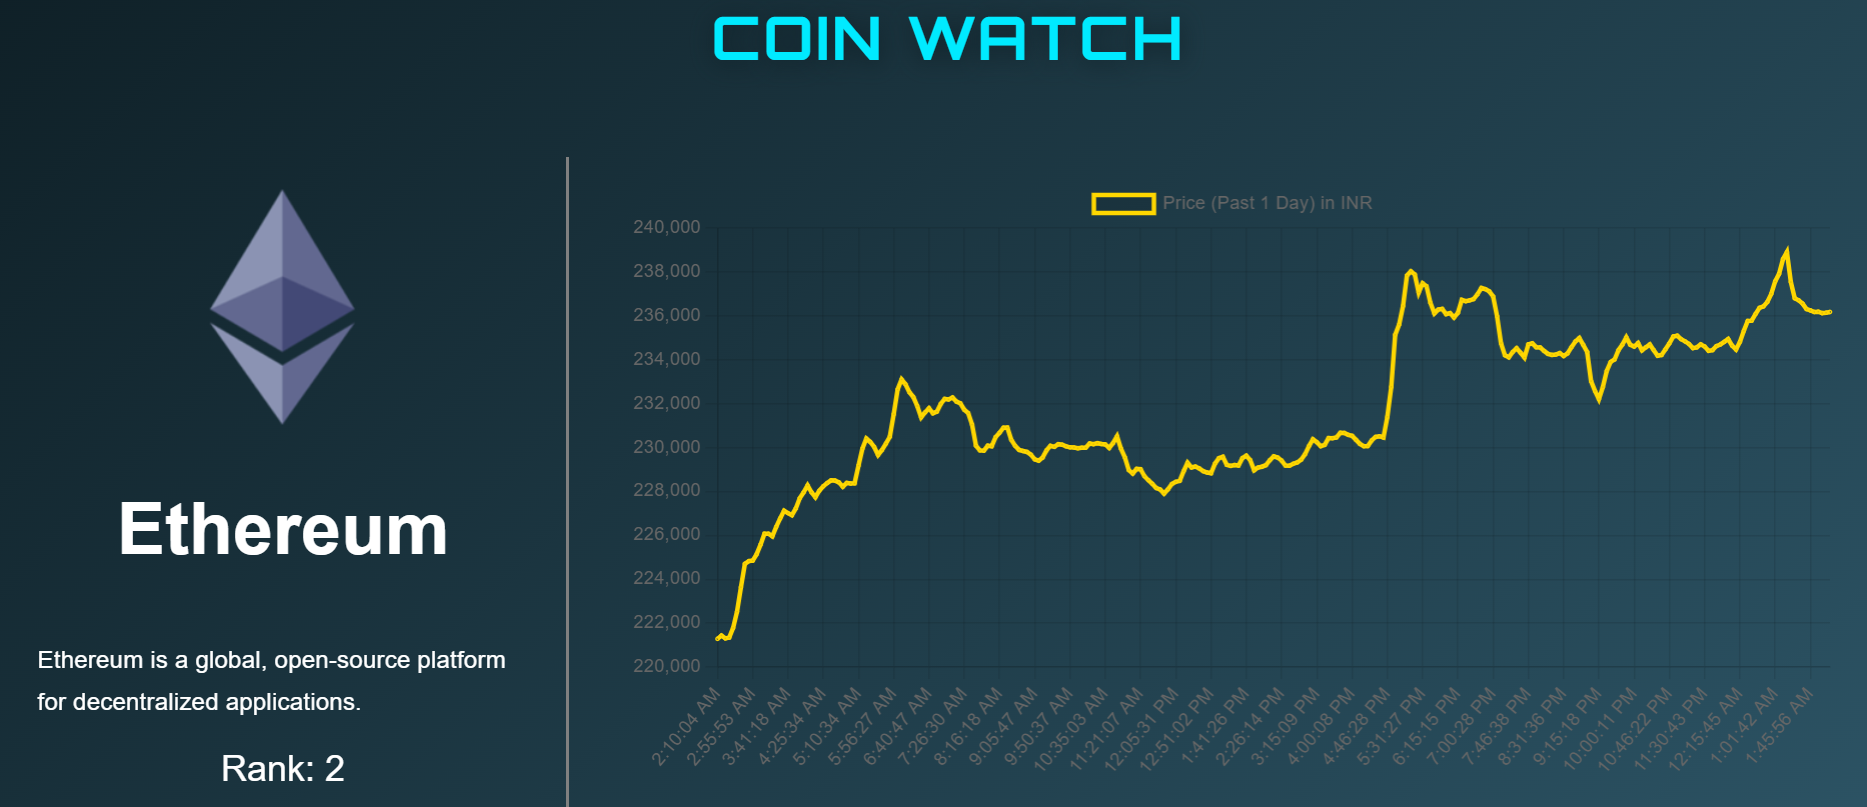 COIN WATCH
Ethereum
Ethereum is a global, open-source platform
for decentralized applications.
Rank: 2
Price (Past 1 Day) in INR
240,000
238,000
236,000
234,000
232,000
230,000
228,000
226,000
224,000
222,000
220,000
2:10:04 AM
2:55:53 AM
3:41:18 AM
4:25:34 AM
5:10:34 AM
5:56:27 AM
6:40:47 AM
7:26:30 AM
8:16:18 AM
9:05:47 AM
9:50:37 AM
10:35:03 AM
11:21:07 AM
12:05:31 PM
12:51:02 PM
1:41:26 PM
2:26:14 PM
3:15:09 PM
4:00:08 PM
4:46:28 PM
5:31:27 PM
6:15:15 PM
7:00:28 PM
7:46:38 PM
8:31:36 PM
9:15:18 PM
10:00:11 PM
10:46:22 PM
11:30:43 PM
12:15:45 AM
1:01:42 AM
1:45:56 AM